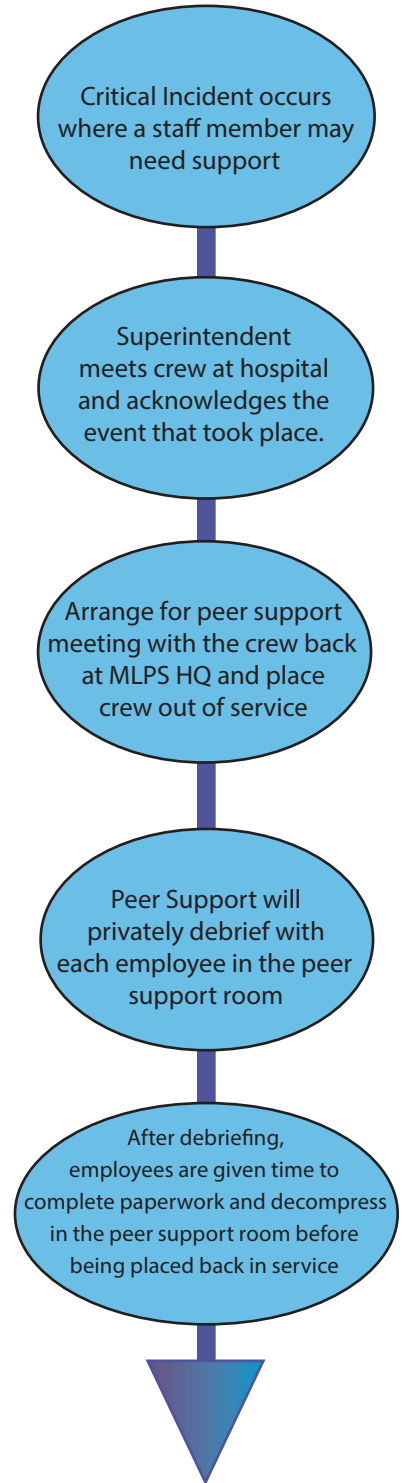 Critical Incident occurs
where a staff member may
need support
Superintendent
meets crew at hospital
and acknowledges the
event that took place.
Arrange for peer support
meeting with the crew back
at MLPS HQ and place
crew out of service
Peer Support will
privately debrief with
each employee in the peer
support room
After debriefing,
employees are given time to
complete paperwork and decompress
in the peer support room before
being placed back in service